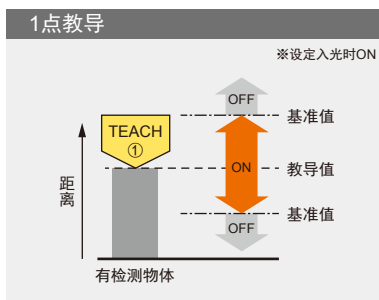 1点教导
※设定入光时ON
OFF
基准值
TEACH
①
ON
教导值
距离
基准值
OFF
有检测物体